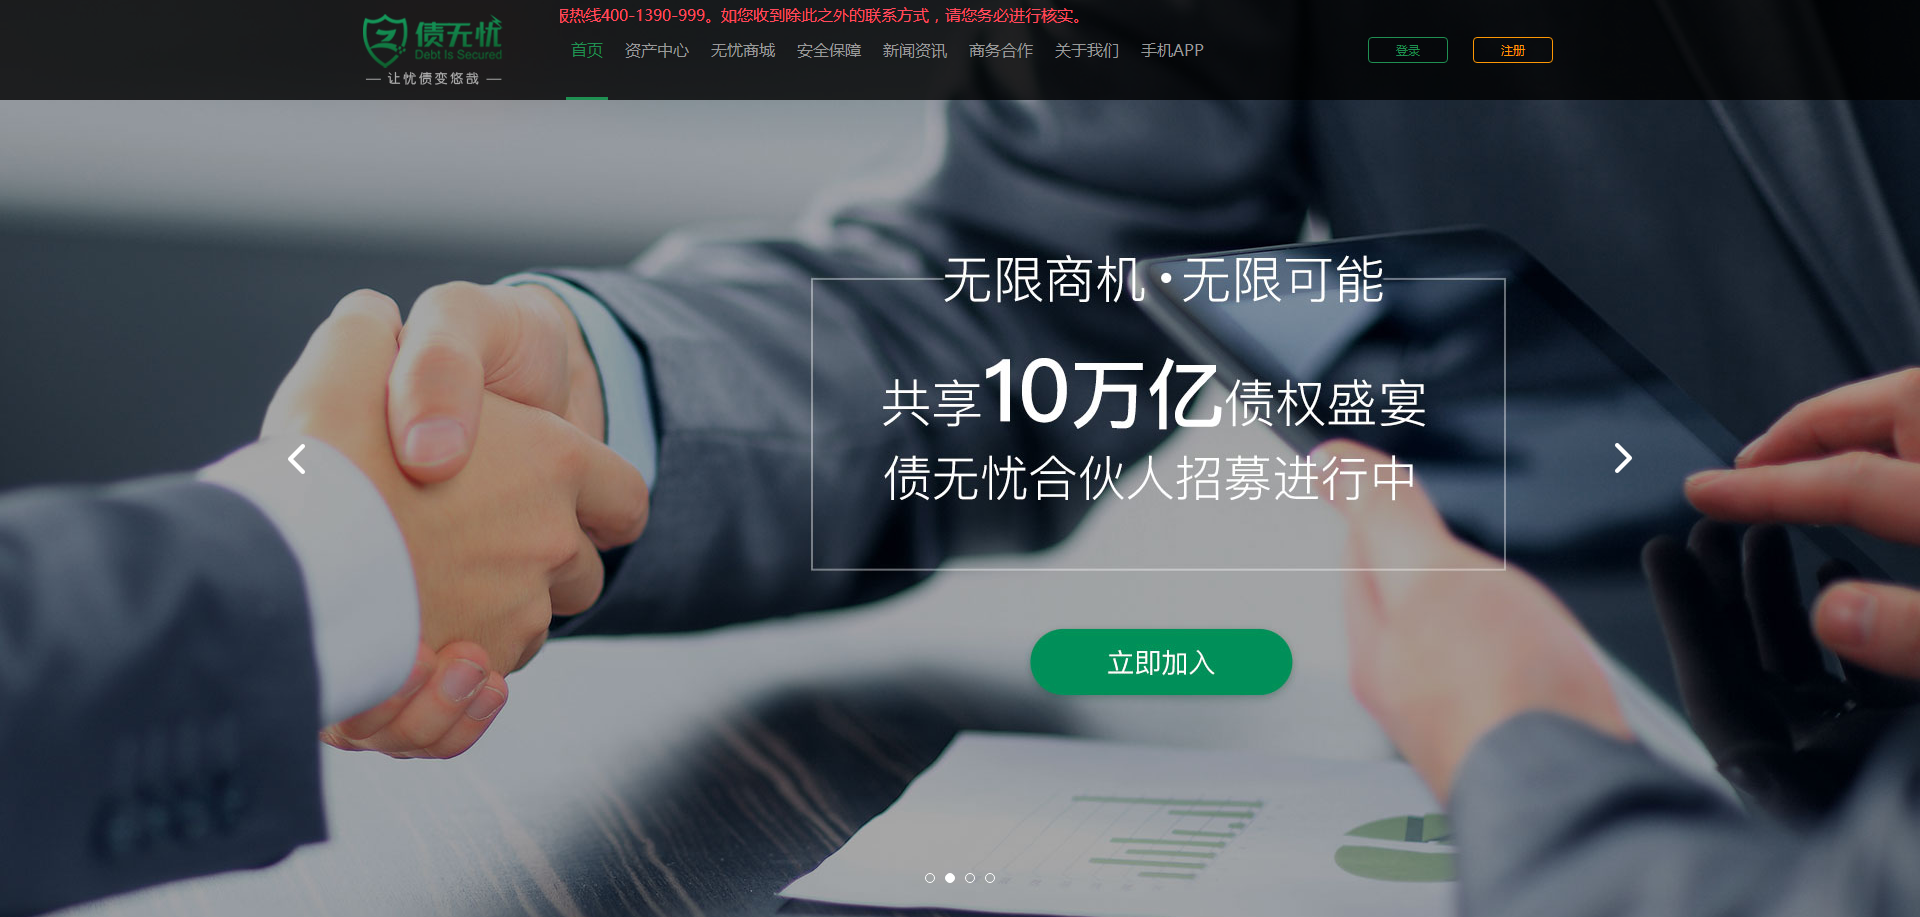 热线400-1390-999。如您收到除此之外的联系方式，请您务必进行核实。
债无忧
Debt Is Secured
— 让忧债变悠哉 —
首页 资产中心 无忧商城 安全保障 新闻资讯 商务合作 关于我们 手机APP
登录 注册
无限商机·无限可能
共享10万亿债权盛宴
债无忧合伙人招募进行中
立即加入